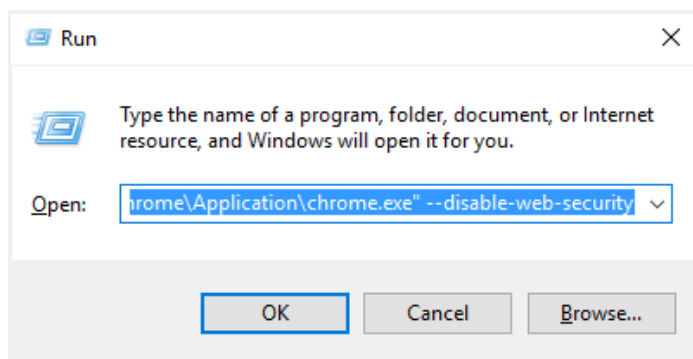 Run
Type the name of a program, folder, document, or Internet
resource, and Windows will open it for you.
Open: hrome\Application\chrome.exe" --disable-web-security
OK Cancel Browse...